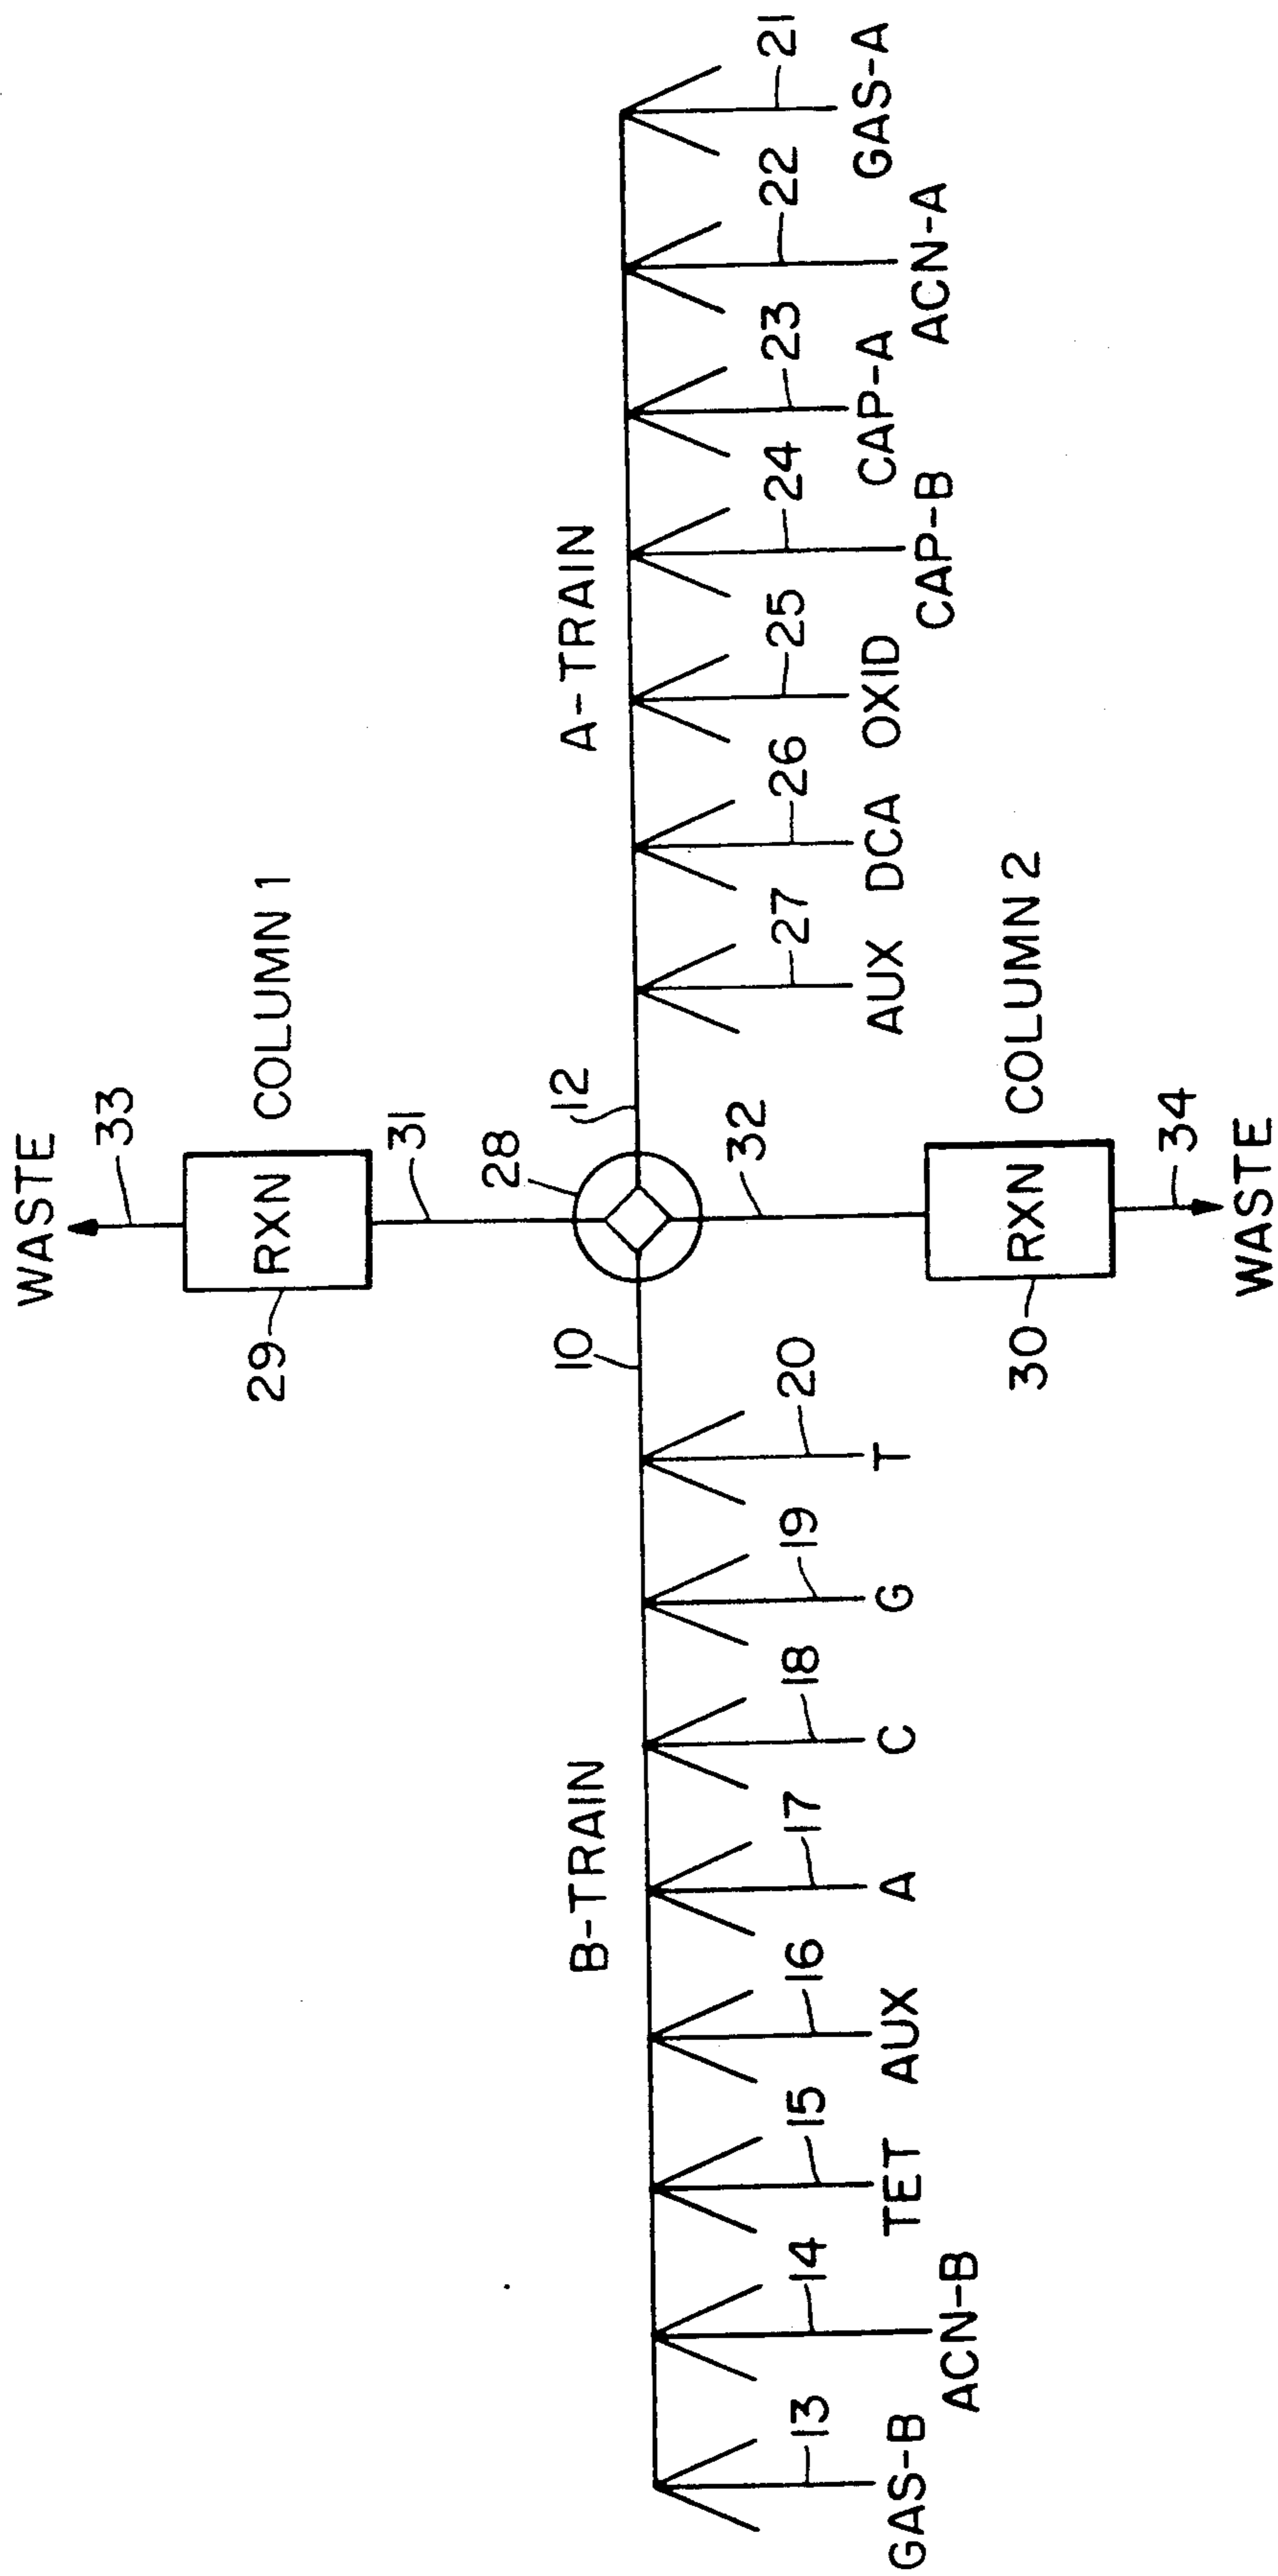 WASTE
33
RXN
COLUMN 1
29
31
28
12
10
B-TRAIN
A-TRAIN
13
14
15
16
17
18
19
20
27
26
25
24
23
22
21
GAS-B
ACN-B
TET
AUX
A
C
G
T
AUX
DCA
OXID
CAP-B
CAP-A
ACN-A
GAS-A
32
RXN
COLUMN 2
30
34
WASTE